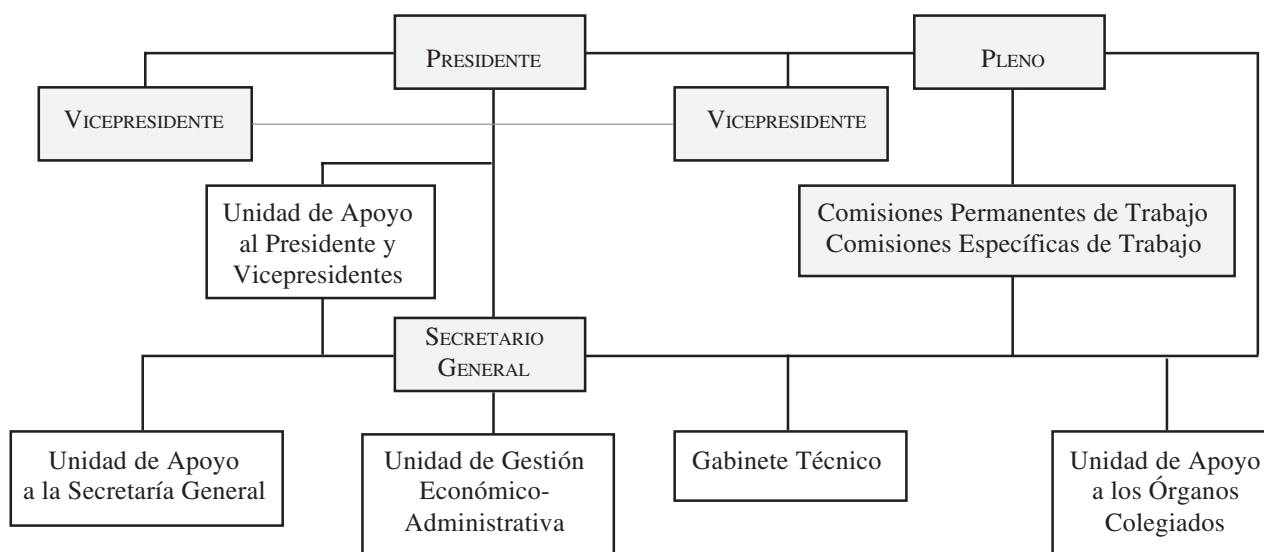 PRESIDENTE
PLENO
VICEPRESIDENTE
VICEPRESIDENTE
Unidad de Apoyo
al Presidente y
Vicepresidentes
Comisiones Permanentes de Trabajo
Comisiones Específicas de Trabajo
SECRETARIO
GENERAL
Unidad de Apoyo
a la Secretaría General
Unidad de Gestión
Económico-
Administrativa
Gabinete Técnico
Unidad de Apoyo
a los Órganos
Colegiados